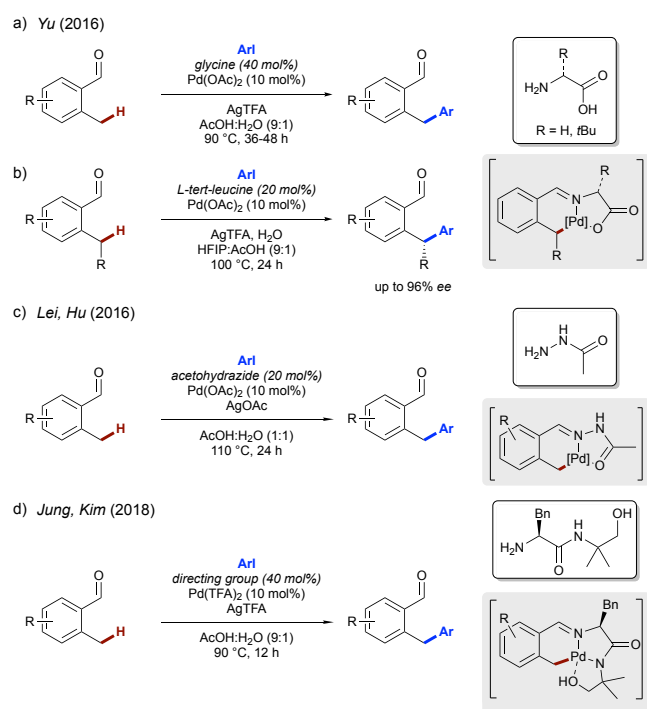 a) Yu (2016)
ArI
glycine (40 mol%)
Pd(OAc)2 (10 mol%)
AgTFA
AcOH:H2O (9:1)
90 °C, 36-48 h
O
R
H
O
R
Ar
R
H2N
O
OH
R = H, tBu
b)
ArI
L-tert-leucine (20 mol%)
Pd(OAc)2 (10 mol%)
AgTFA, H2O
HFIP:AcOH (9:1)
100 °C, 24 h
O
R
H
R
O
R
Ar
R
up to 96% ee
R
N
[Pd]
O
O
R
c) Lei, Hu (2016)
ArI
acetohydrazide (20 mol%)
Pd(OAc)2 (10 mol%)
AgOAc
AcOH:H2O (1:1)
110 °C, 24 h
O
R
H
O
R
Ar
H
N
H2N
O
R
H
N
N
[Pd]
O
d) Jung, Kim (2018)
ArI
directing group (40 mol%)
Pd(TFA)2 (10 mol%)
AgTFA
AcOH:H2O (9:1)
90 °C, 12 h
O
R
H
O
R
Ar
Bn
OH
H
N
H2N
O
Bn
R
N
O
Pd
N
HO